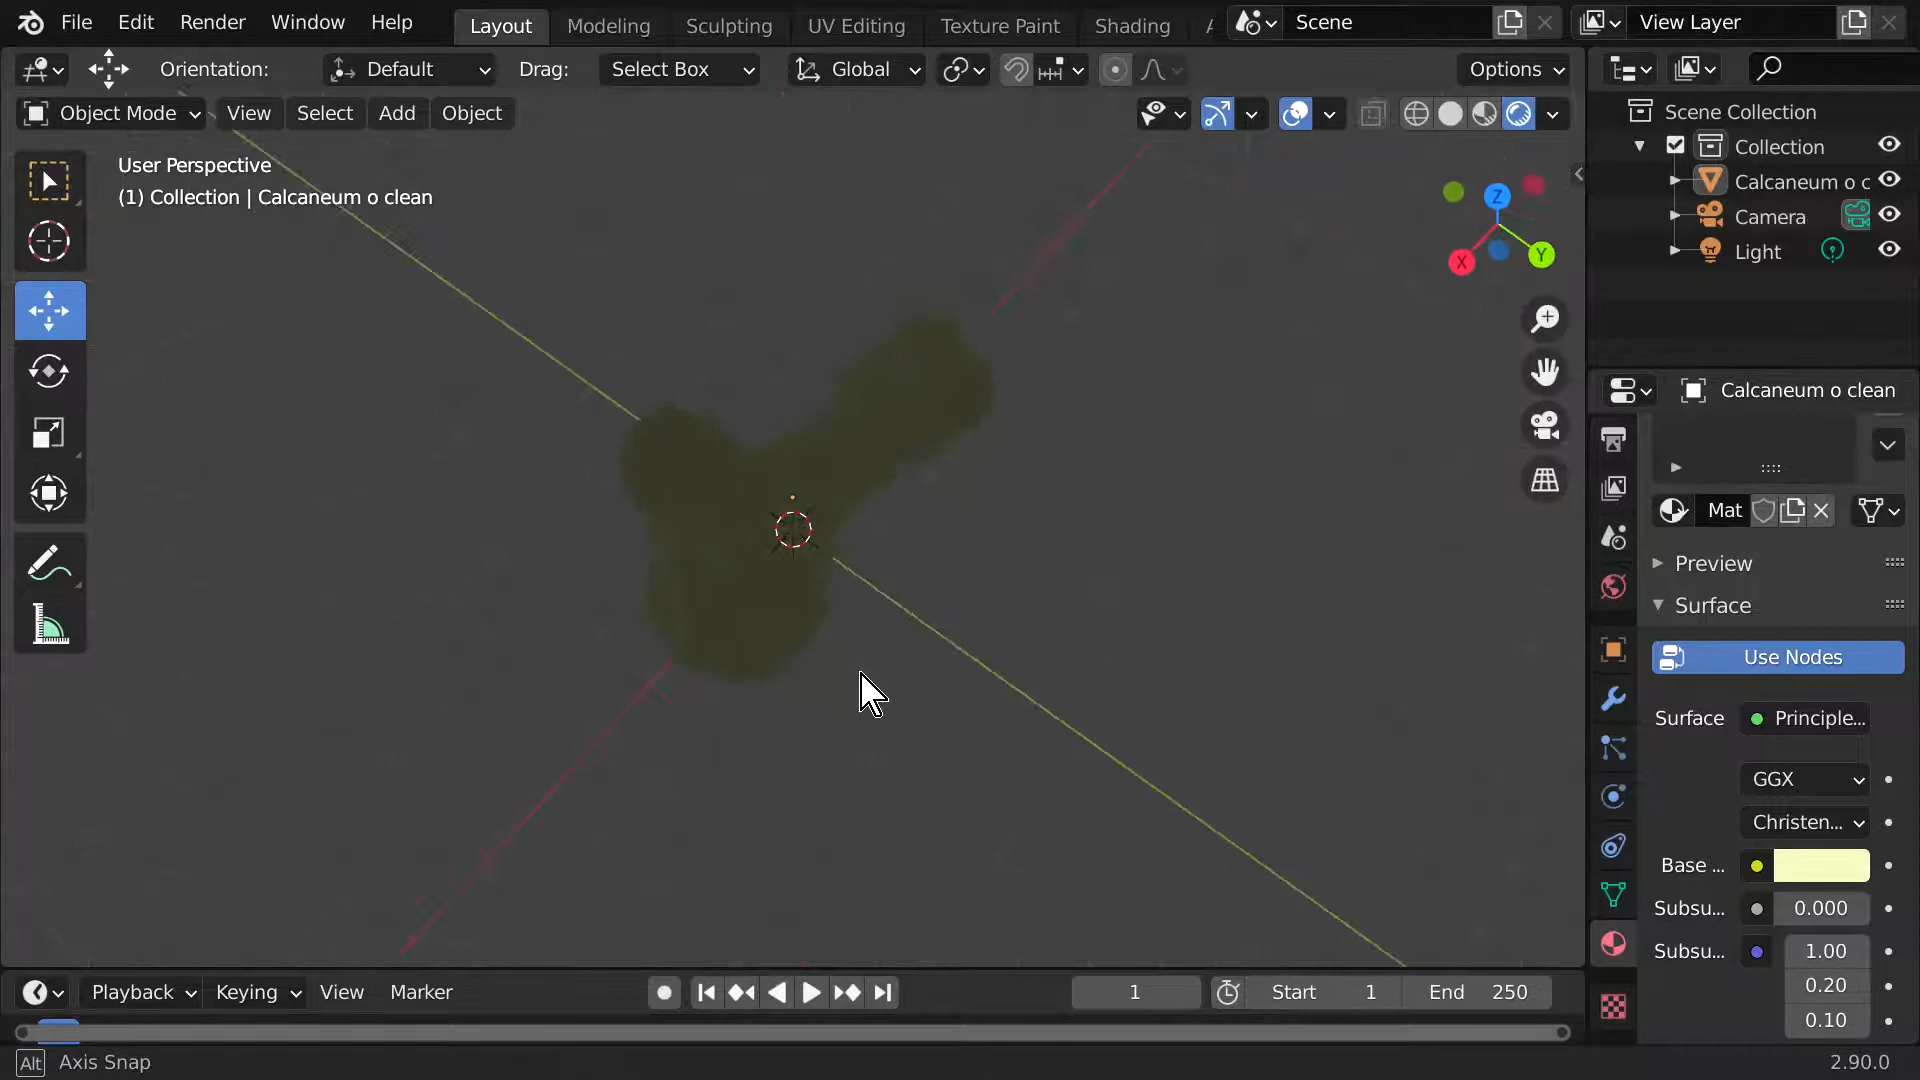 File Edit Render Window Help Layout Modeling Sculpting UV Editing Texture Paint Shading Scene View Layer
Orientation: Default Drag: Select Box Global Options
Object Mode View Select Add Object
User Perspective
(1) Collection | Calcaneum o clean
Z
X
Y
Scene Collection
Collection
Calcaneum o c
Camera
Light
Calcaneum o clean
Mat
Preview
Surface
Use Nodes
Surface Principle...
GGX
Christen...
Base ...
Subsu... 0.000
Subsu... 1.00
0.20
0.10
Playback Keying View Marker 1 Start 1 End 250
Alt Axis Snap 2.90.0